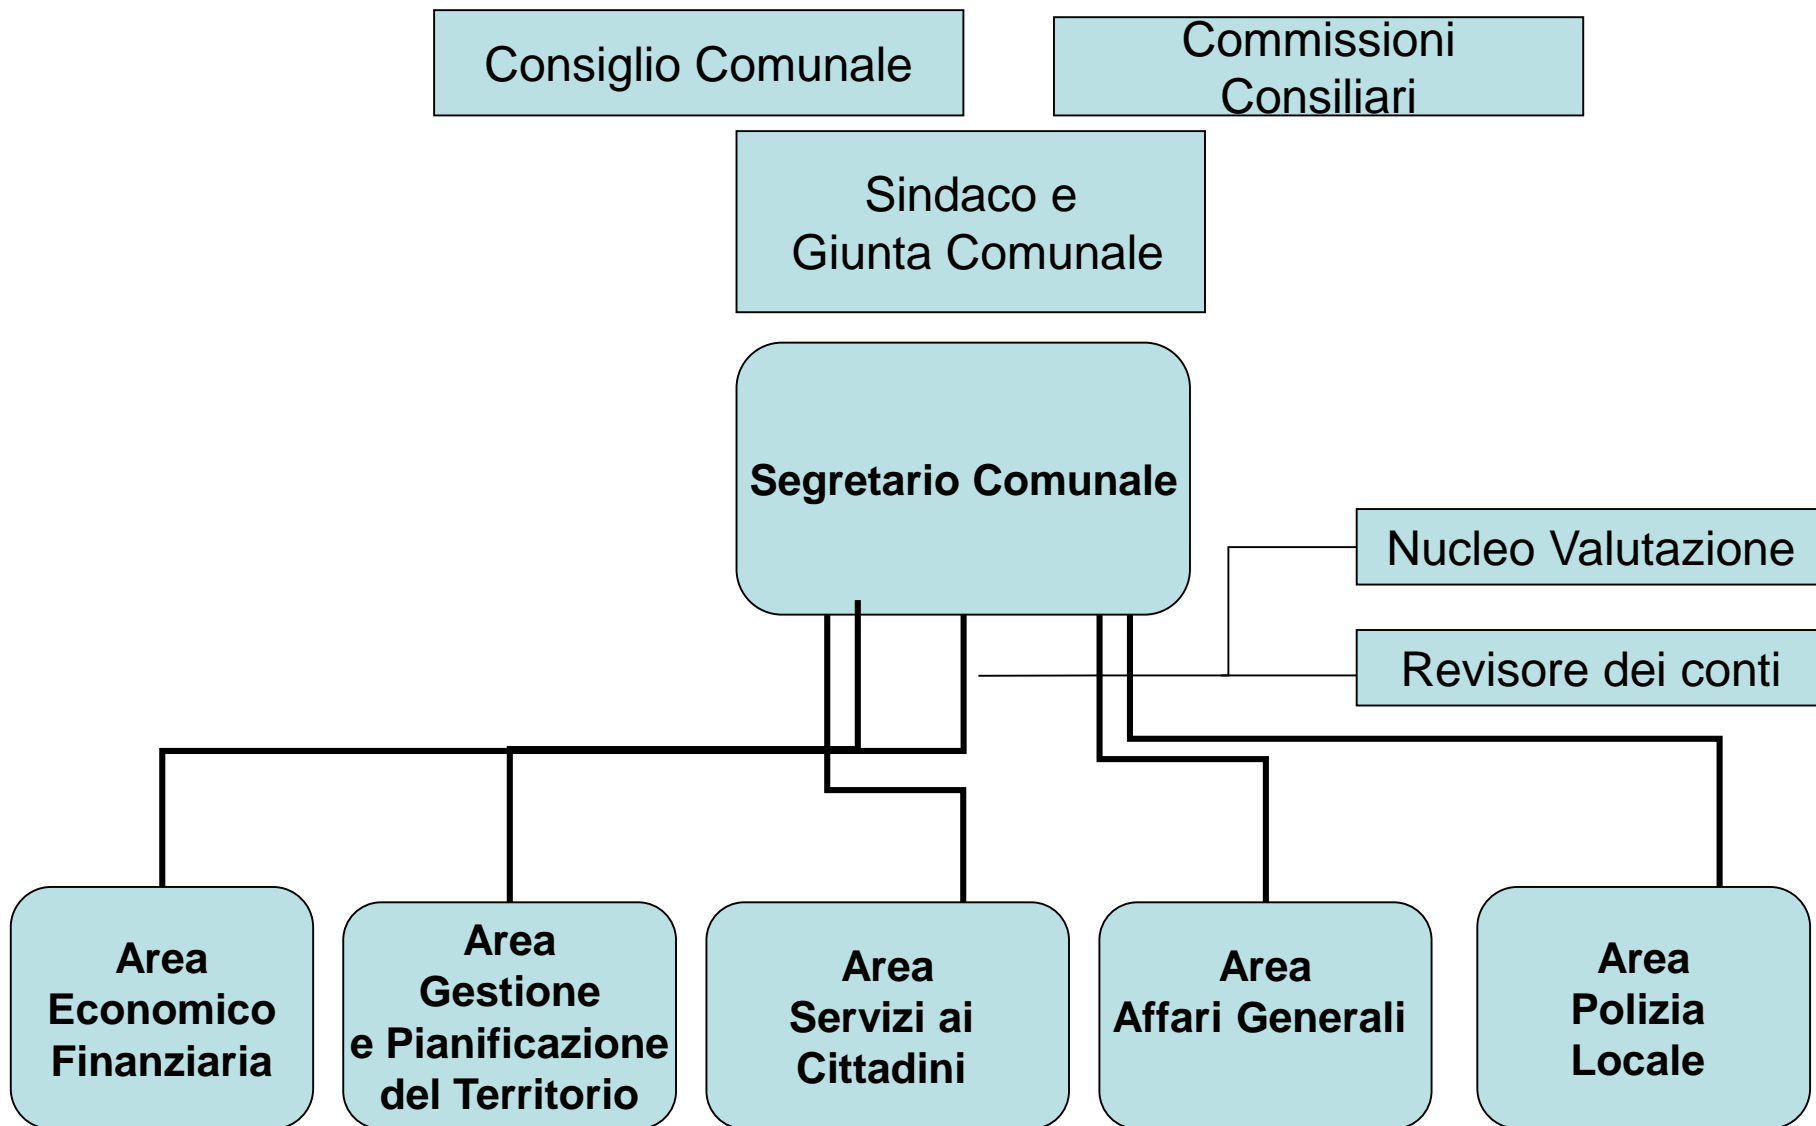 Consiglio Comunale
Commissioni
Consiliari
Sindaco e
Giunta Comunale
Segretario Comunale
Nucleo Valutazione
Revisore dei conti
Area
Economico
Finanziaria
Area
Gestione
e Pianificazione
del Territorio
Area
Servizi ai
Cittadini
Area
Affari Generali
Area
Polizia
Locale